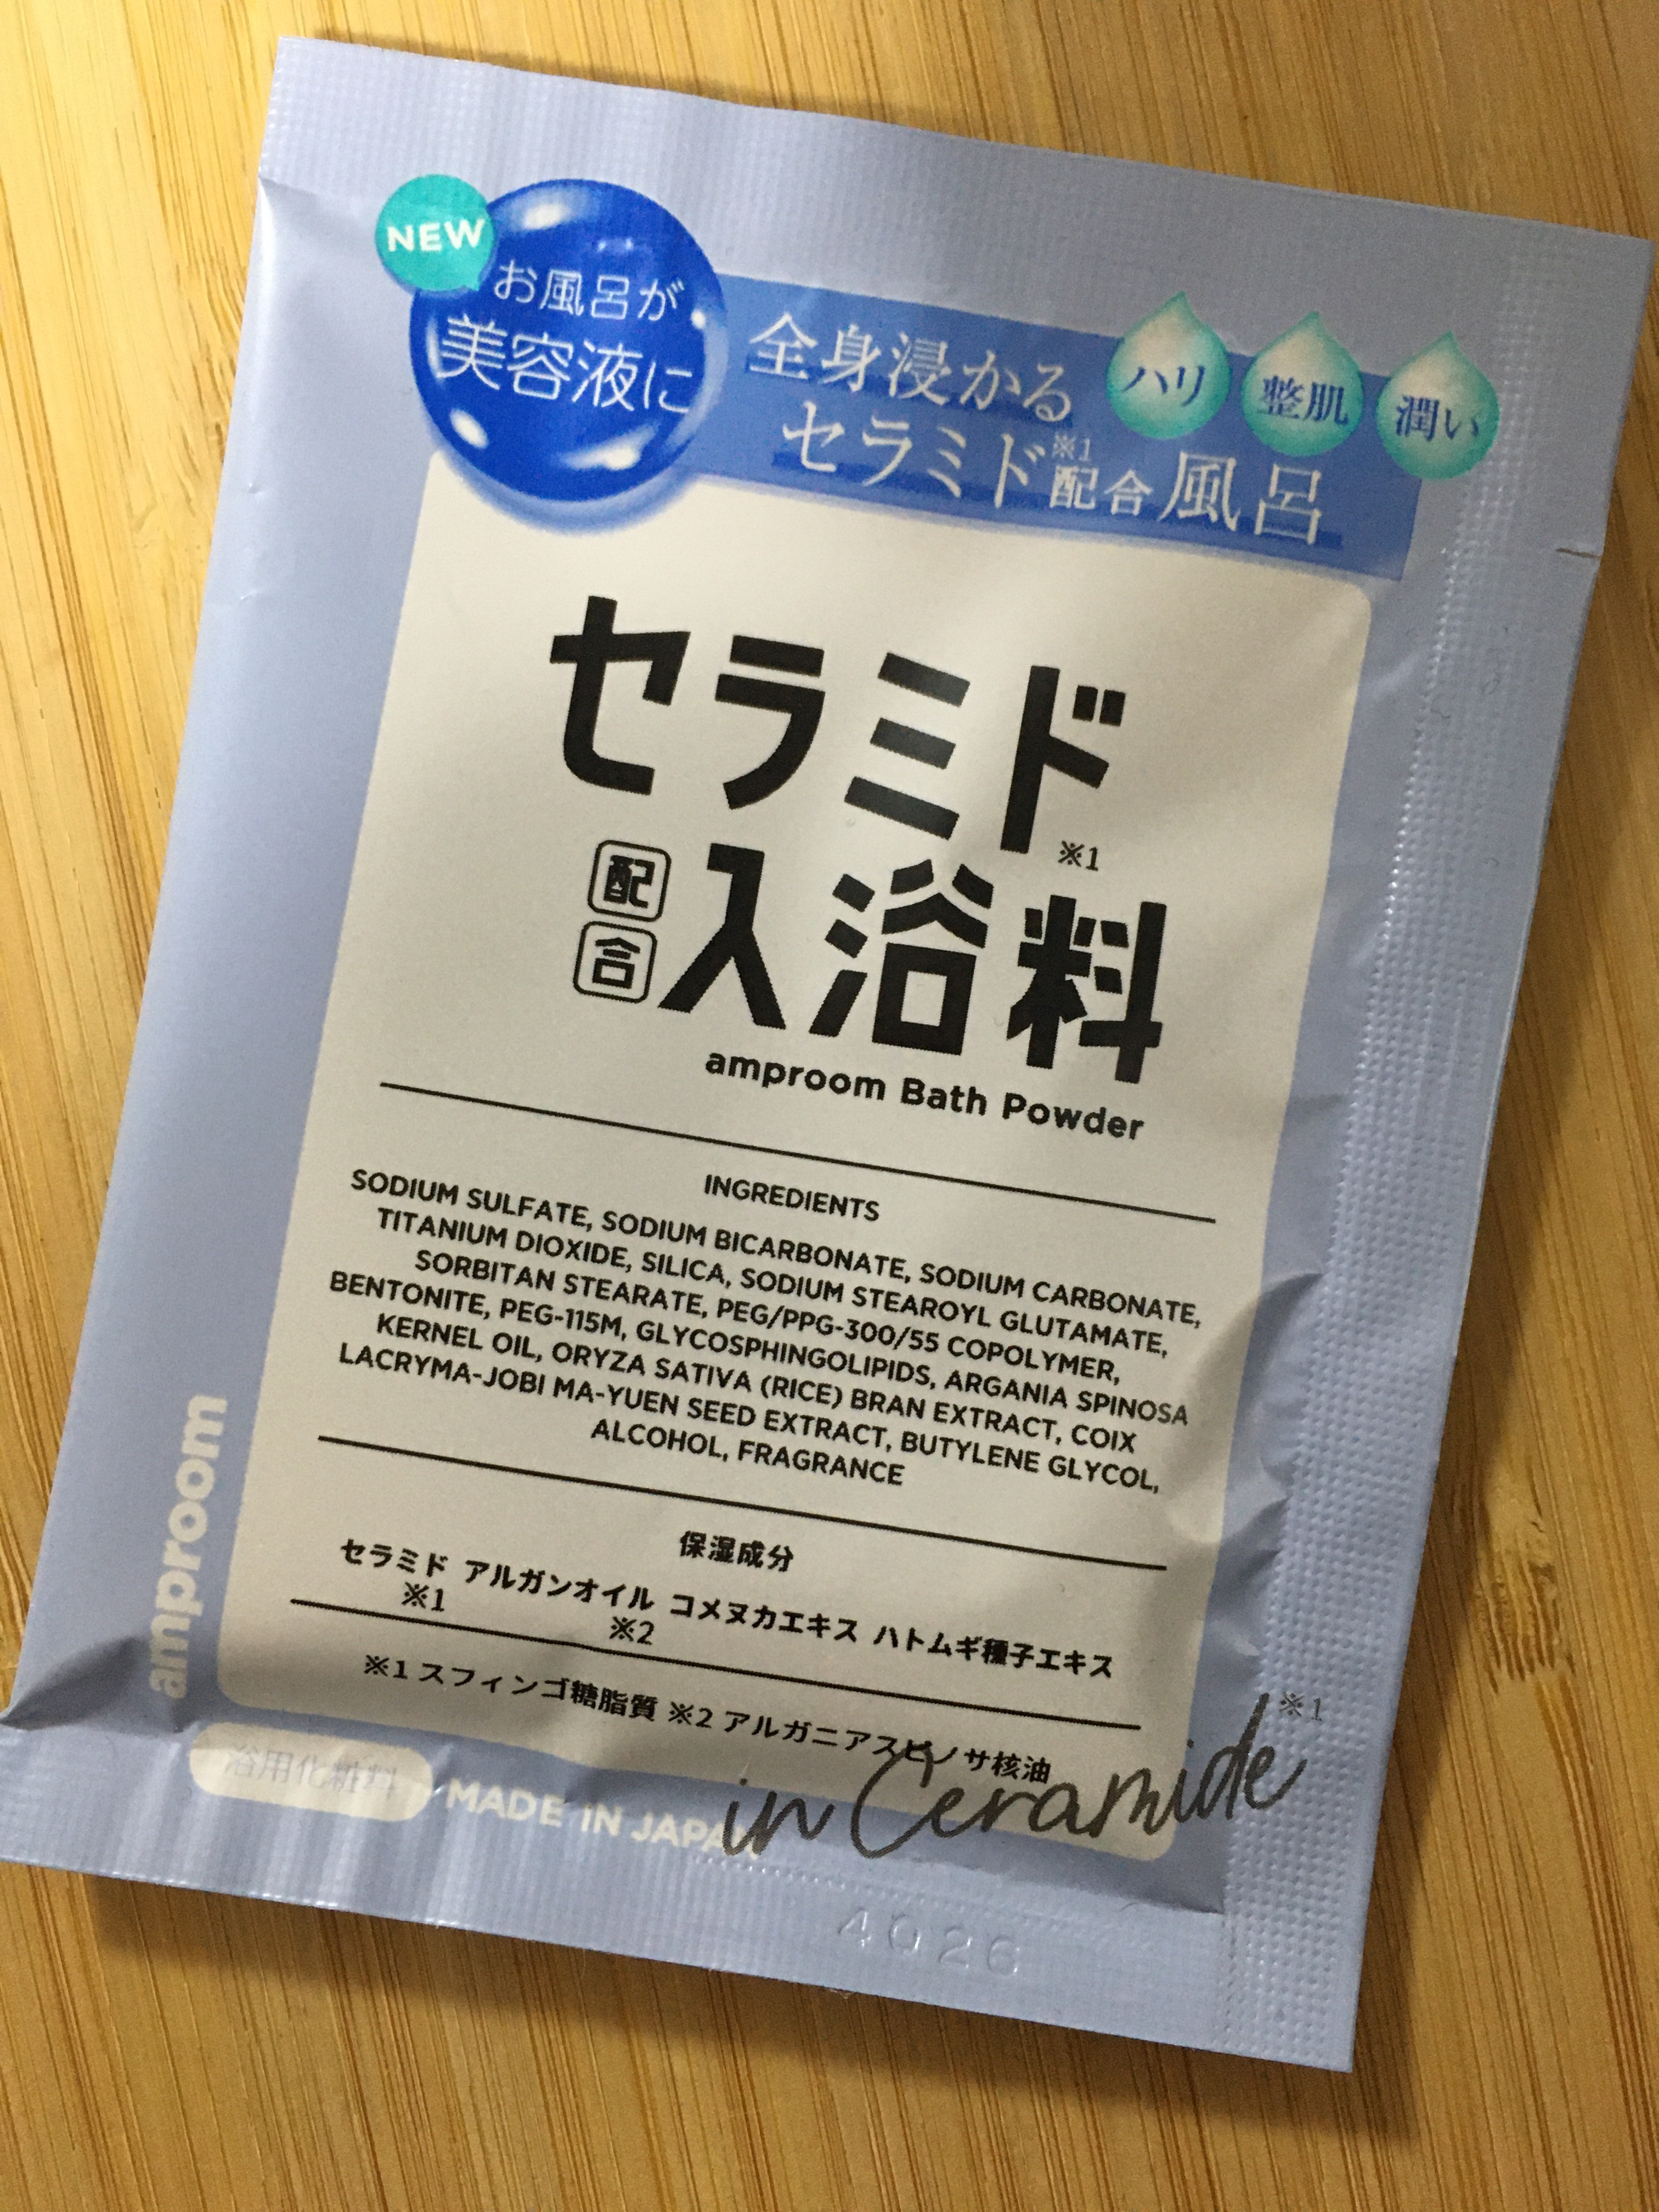 NEW
お風呂が
美容液に
全身浸かる
セラミド※1配合風呂
ハリ
整肌
潤い
セラミド※1
配合入浴料
amproom Bath Powder
INGREDIENTS
SODIUM SULFATE, SODIUM BICARBONATE, SODIUM CARBONATE,
TITANIUM DIOXIDE, SILICA, SODIUM STEAROYL GLUTAMATE,
SORBITAN STEARATE, PEG/PPG-300/55 COPOLYMER,
BENTONITE, PEG-115M, GLYCOSPHINGOLIPIDS, ARGANIA SPINOSA
KERNEL OIL, ORYZA SATIVA (RICE) BRAN EXTRACT, COIX
LACRYMA-JOBI MA-YUEN SEED EXTRACT, BUTYLENE GLYCOL,
ALCOHOL, FRAGRANCE
保湿成分
セラミド アルガンオイル コメヌカエキス ハトムギ種子エキス
※1 ※2
※1 スフィンゴ糖脂質 ※2 アルガニアスピノサ核油
amproom
浴用化粧料
MADE IN JAPAN
in Ceramide※1
4026